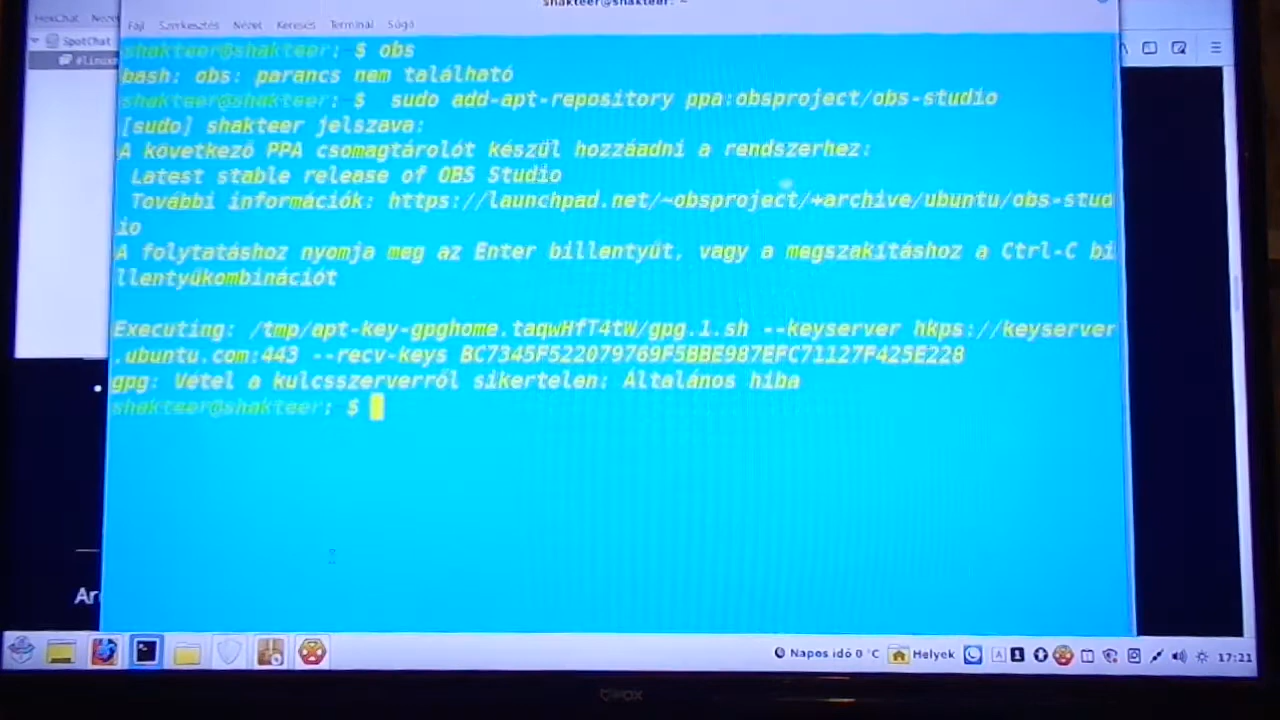 shakteer@shakteer: ~
HexChat
Fájl Szerkesztés Nézet Keresés Terminál Súgó
SpotChat
shakteer@shakteer: $ obs
bash: obs: parancs nem található
shakteer@shakteer: $ sudo add-apt-repository ppa:obsproject/obs-studio
[sudo] shakteer jelszava:
A következő PPA csomagtárolót készül hozzáadni a rendszerhez:
Latest stable release of OBS Studio
További információk: https://launchpad.net/~obsproject/+archive/ubuntu/obs-stud
io
A folytatáshoz nyomja meg az Enter billentyűt, vagy a megszakításhoz a Ctrl-C bi
llentyűkombinációt
Executing: /tmp/apt-key-gpghome.taqwHfT4tW/gpg.1.sh --keyserver hkps://keyserver
.ubuntu.com:443 --recv-keys BC7345F522079769F5BBE987EFC71127F425E228
gpg: Vétel a kulcsszerverről sikertelen: Általános hiba
shakteer@shakteer: $
Napos idő 0 °C Helyek A 1 17:21